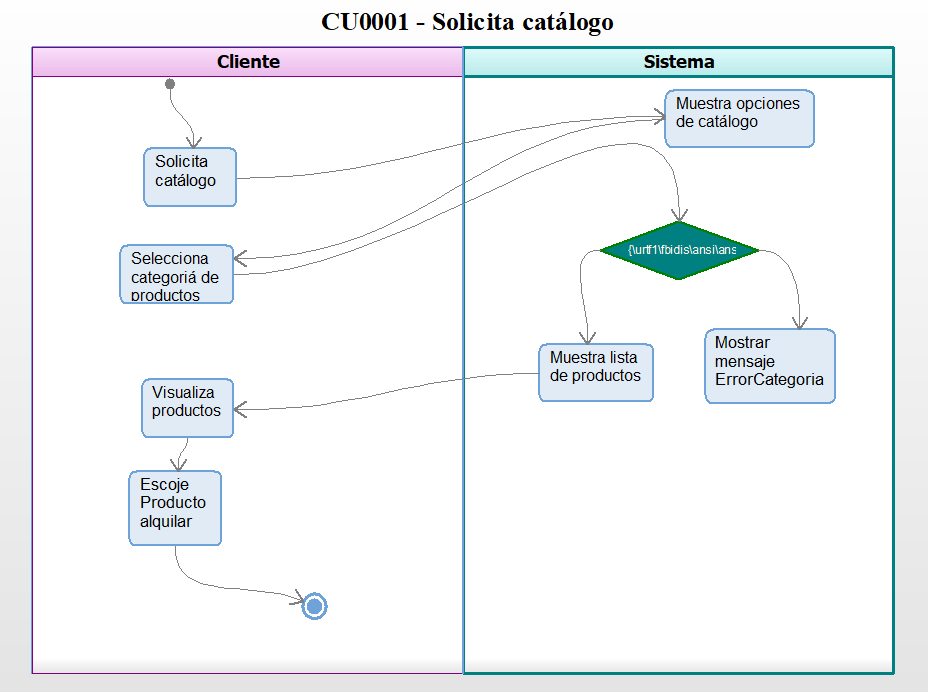 CU0001 - Solicita catálogo
Cliente
Sistema
Muestra opciones
de catálogo
Solicita
catálogo
Selecciona
categoriá de
productos
{\urtf1\fbidis\ansi\ans
Muestra lista
de productos
Mostrar
mensaje
ErrorCategoria
Visualiza
productos
Escoje
Producto
alquilar